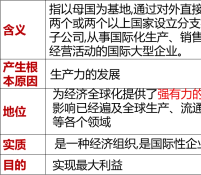 含义
指以母国为基地,通过对外直接
两个或两个以上国家设立分支
子公司,从事国际化生产、销售
经营活动的国际大型企业。
产生根
本原因
生产力的发展
地位
为经济全球化提供了强有力的
影响已经遍及全球生产、流通
等各个领域
实质
是一种经济组织,是国际性企业
目的
实现最大利益